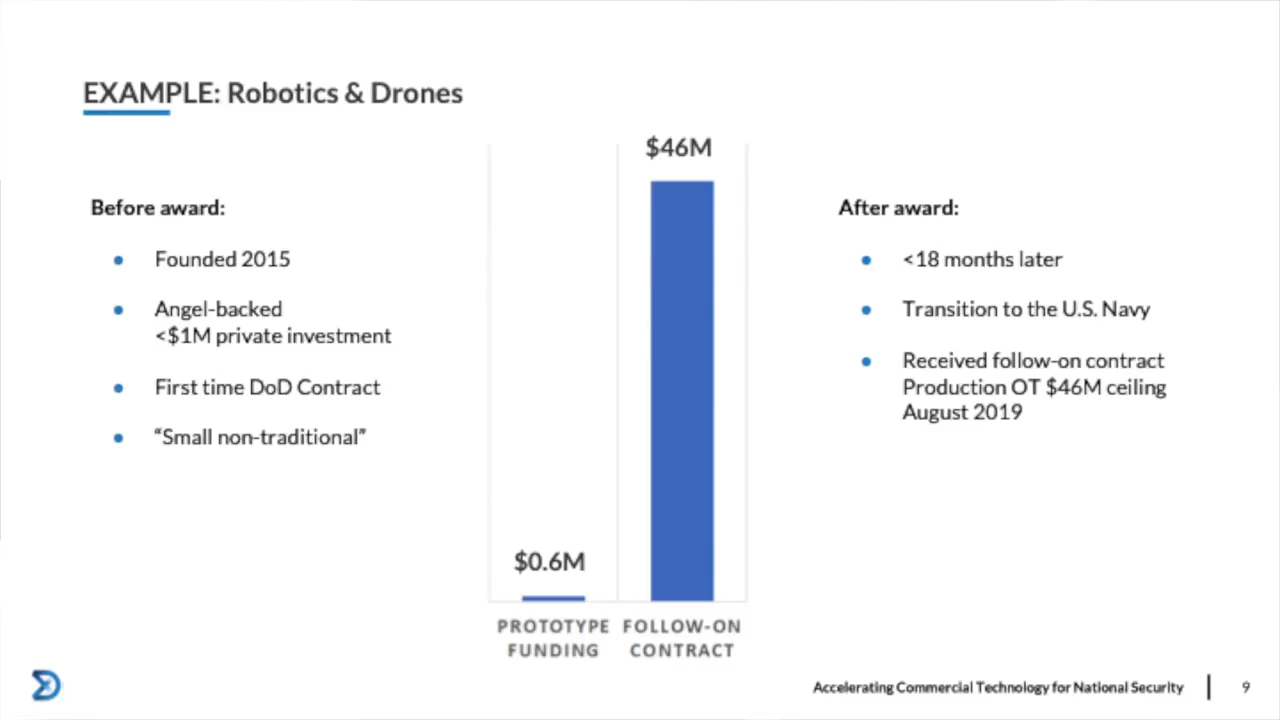 EXAMPLE: Robotics & Drones
Before award:
Founded 2015
Angel-backed
<$1M private investment
First time DoD Contract
“Small non-traditional”
$46M
$0.6M
PROTOTYPE
FUNDING
FOLLOW-ON
CONTRACT
After award:
<18 months later
Transition to the U.S. Navy
Received follow-on contract
Production OT $46M ceiling
August 2019
Accelerating Commercial Technology for National Security
9